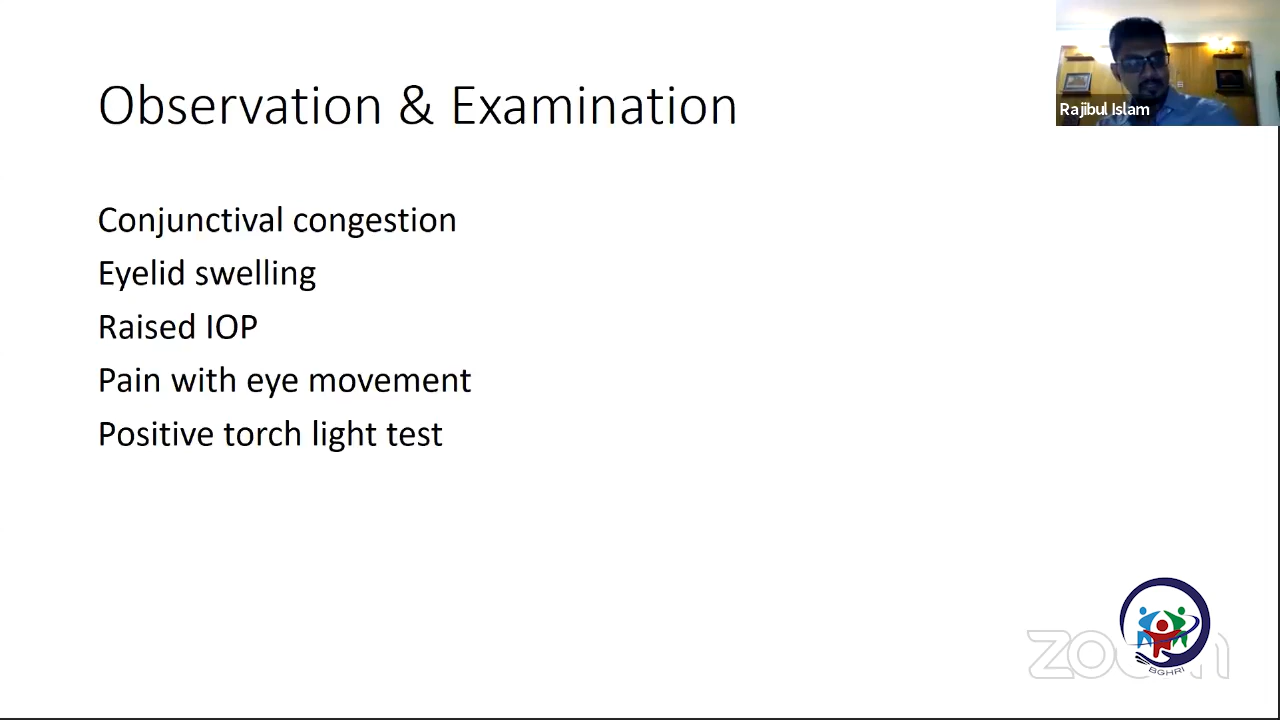 Observation & Examination
Rajibul Islam
Conjunctival congestion
Eyelid swelling
Raised IOP
Pain with eye movement
Positive torch light test
zoom
BGHRI